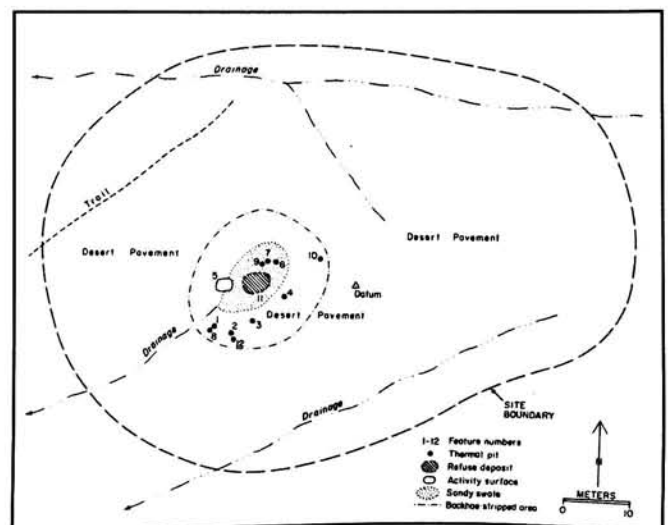 Drainage
Trail
Desert Pavement
Desert Pavement
7
9
6
10
5
11
4
Datum
Desert Pavement
1
8
2
3
12
Drainage
Drainage
SITE
BOUNDARY
1-12 Feature numbers
Thermal pit
Refuse deposit
Activity surface
Sandy swale
Backhoe stripped area
N
METERS
0 10